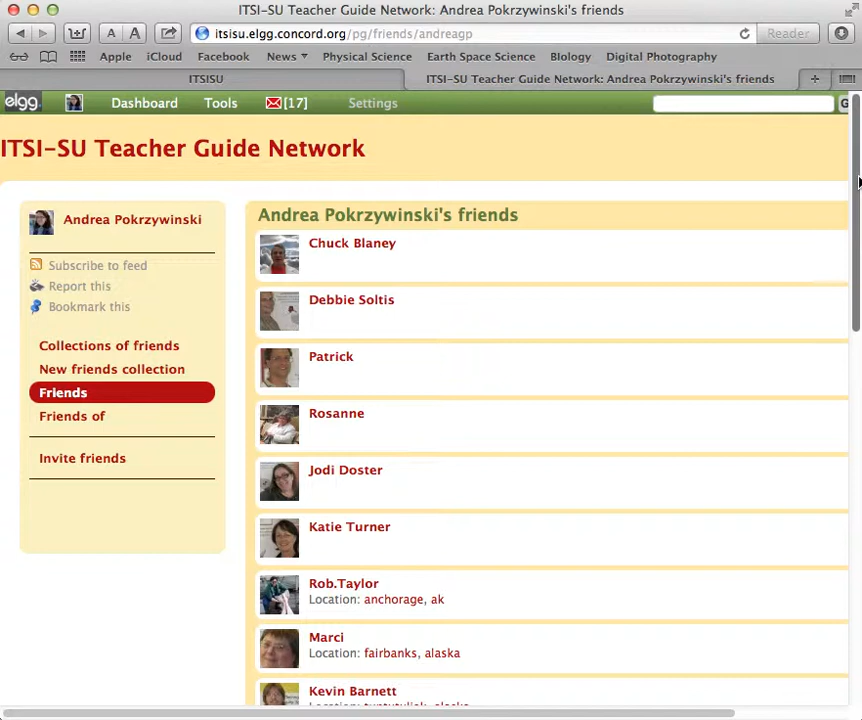 ITSI-SU Teacher Guide Network: Andrea Pokrzywinski's friends
A A itsisu.elgg.concord.org/pg/friends/andreagp Reader
Apple iCloud Facebook News Physical Science Earth Space Science BIology Digital Photography
ITSISU ITSI-SU Teacher Guide Network: Andrea Pokrzywinski's friends
elgg. Dashboard Tools [17] Settings G
ITSI-SU Teacher Guide Network
Andrea Pokrzywinski
Subscribe to feed
Report this
Bookmark this
Collections of friends
New friends collection
Friends
Friends of
Invite friends
Andrea Pokrzywinski's friends
Chuck Blaney
Debbie Soltis
Patrick
Rosanne
Jodi Doster
Katie Turner
Rob.Taylor
Location: anchorage, ak
Marci
Location: fairbanks, alaska
Kevin Barnett